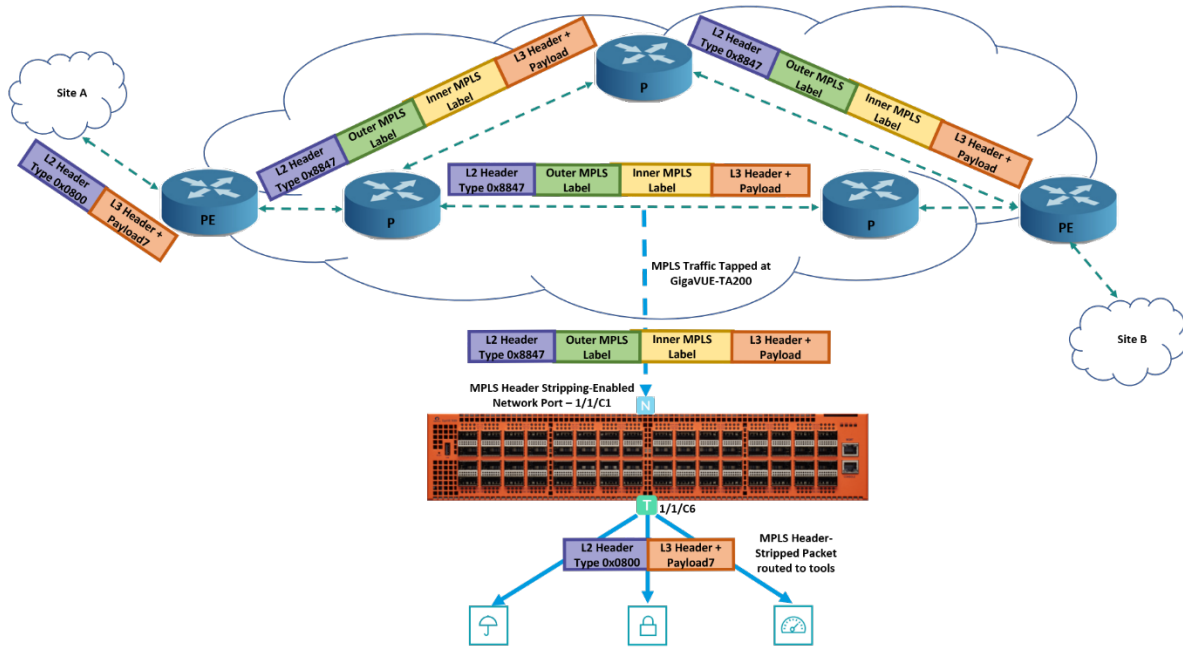 L2 Header
Type 0x8847
Outer MPLS
Label
Inner MPLS
Label
L3 Header +
Payload
P
L2 Header
Type 0x8847
Outer MPLS
Label
Inner MPLS
Label
L3 Header +
Payload
Site A
L2 Header
Type 0x0800
L3 Header +
Payload7
PE
P
L2 Header
Type 0x8847
Outer MPLS
Label
Inner MPLS
Label
L3 Header +
Payload
P
PE
MPLS Traffic Tapped at
GigaVUE-TA200
Site B
L2 Header
Type 0x8847
Outer MPLS
Label
Inner MPLS
Label
L3 Header +
Payload
MPLS Header Stripping-Enabled
Network Port – 1/1/C1
N
T
1/1/C6
L2 Header
Type 0x0800
L3 Header +
Payload7
MPLS Header-
Stripped Packet
routed to tools